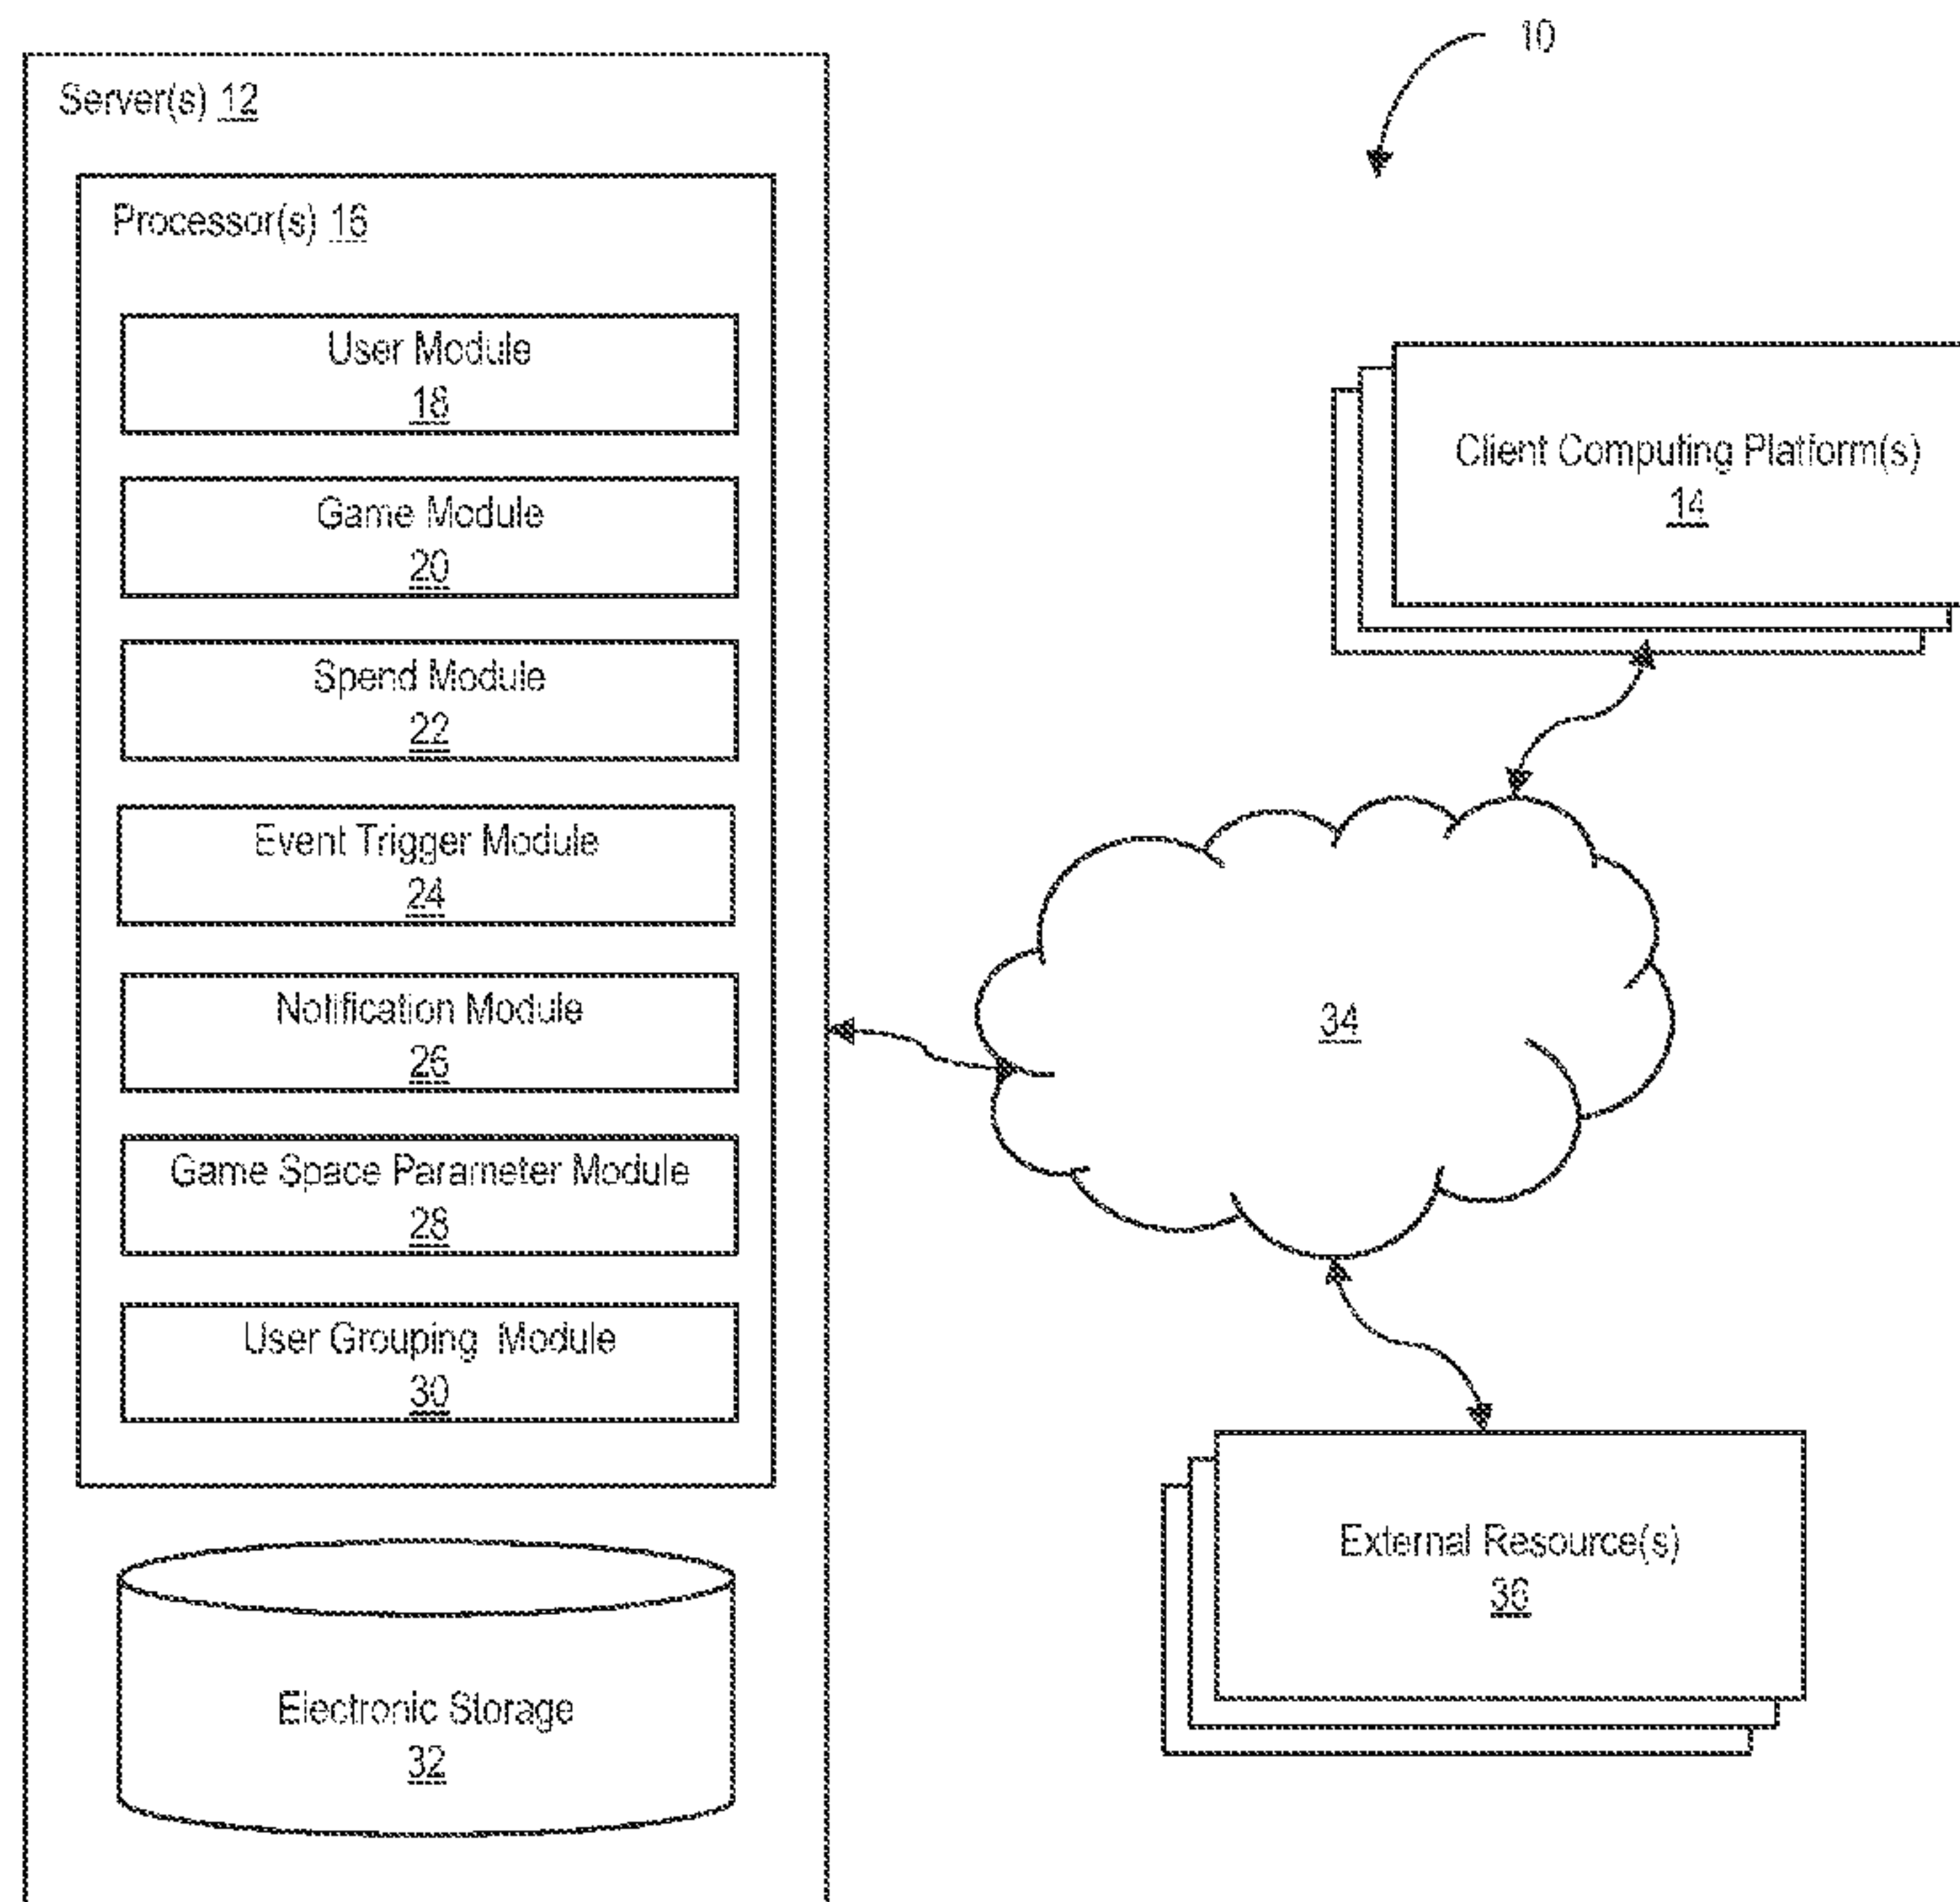 10
Server(s) 12
Processor(s) 16
User Module
18
Game Module
20
Spend Module
22
Event Trigger Module
24
Notification Module
26
Game Space Parameter Module
28
User Grouping Module
30
Electronic Storage
32
Client Computing Platform(s)
14
34
External Resource(s)
36